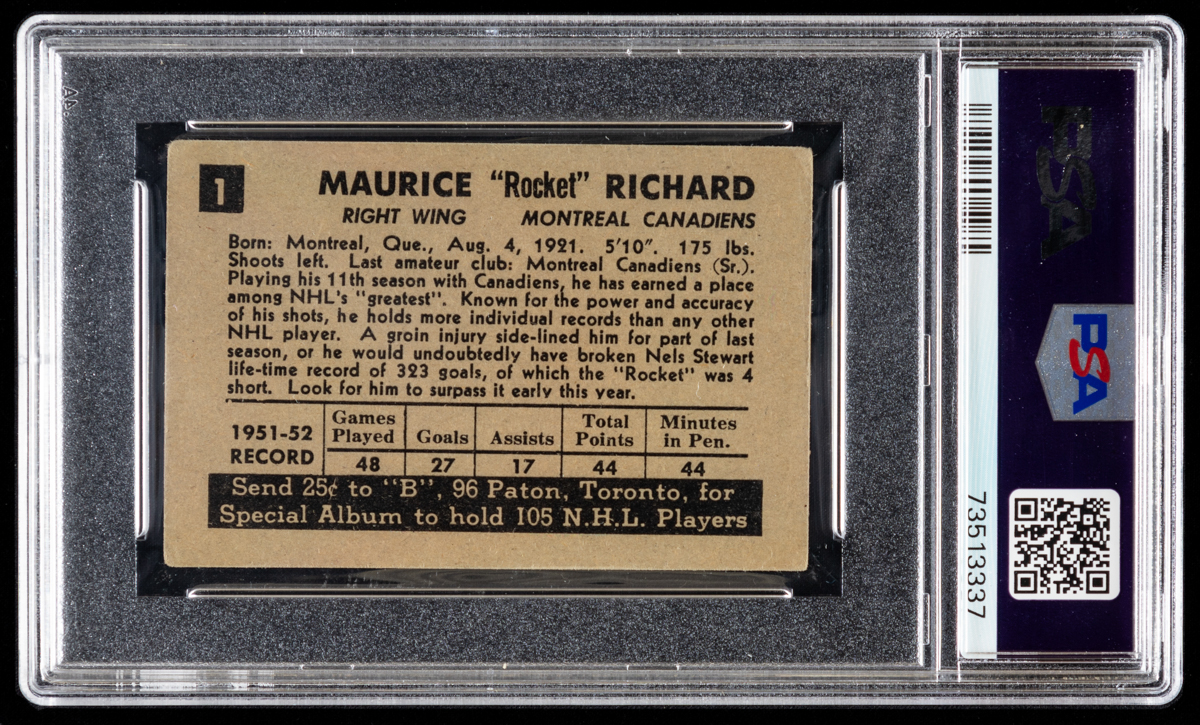 1
MAURICE "Rocket" RICHARD
RIGHT WING MONTREAL CANADIENS
Born: Montreal, Que., Aug. 4, 1921. 5'10". 175 lbs.
Shoots left. Last amateur club: Montreal Canadiens (Sr.).
Playing his 11th season with Canadiens, he has earned a place
among NHL's "greatest". Known for the power and accuracy
of his shots, he holds more individual records than any other
NHL player. A groin injury side-lined him for part of last
season, or he would undoubtedly have broken Nels Stewart
life-time record of 323 goals, of which the "Rocket" was 4
short. Look for him to surpass it early this year.
1951-52 RECORD
Games Played Goals Assists Total Points Minutes in Pen.
48 27 17 44 44
Send 25¢ to "B", 96 Paton, Toronto, for
Special Album to hold 105 N.H.L. Players
PSA
PSA
73513337